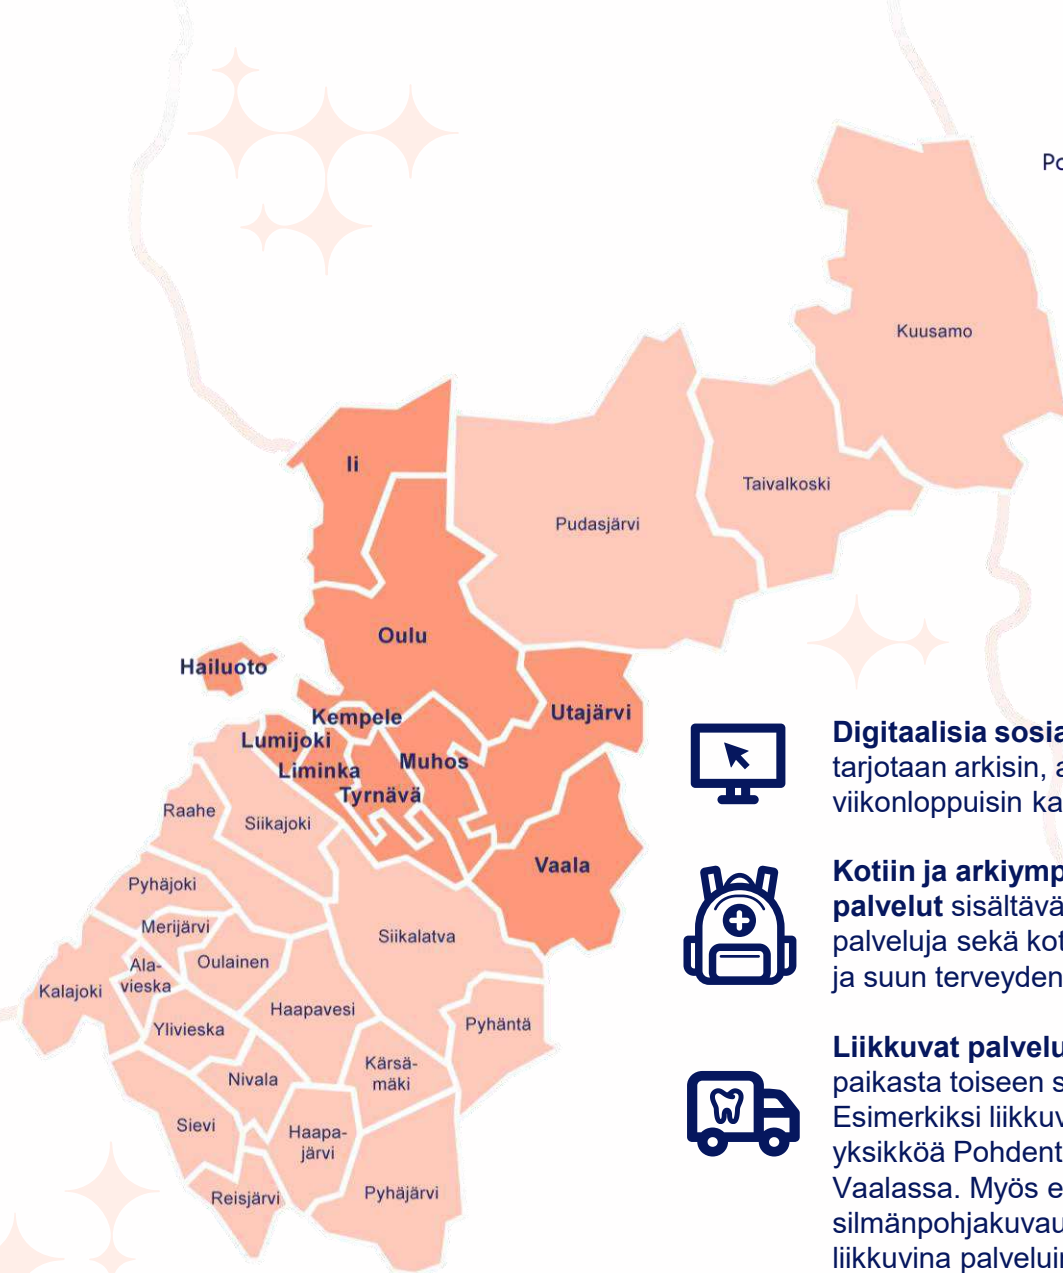 Po
Kuusamo
Ii
Taivalkoski
Pudasjärvi
Oulu
Hailuoto
Utajärvi
Kempele
Lumijoki
Muhos
Liminka
Tyrnävä
Raahe
Siikajoki
Vaala
Pyhäjoki
Merijärvi
Siikalatva
Oulainen
Ala-
vieska
Kalajoki
Haapavesi
Pyhäntä
Ylivieska
Kärsä-
mäki
Nivala
Sievi
Haapa-
järvi
Reisjärvi
Pyhäjärvi
Digitaalisia sosia
tarjotaan arkisin, a
viikonloppuisin ka
Kotiin ja arkiymp
palvelut sisältävä
palveluja sekä kot
ja suun terveyden
Liikkuvat palvelu
paikasta toiseen s
Esimerkiksi liikkuv
yksikköä Pohdent
Vaalassa. Myös e
silmänpohjakuvau
liikkuvina palveluin